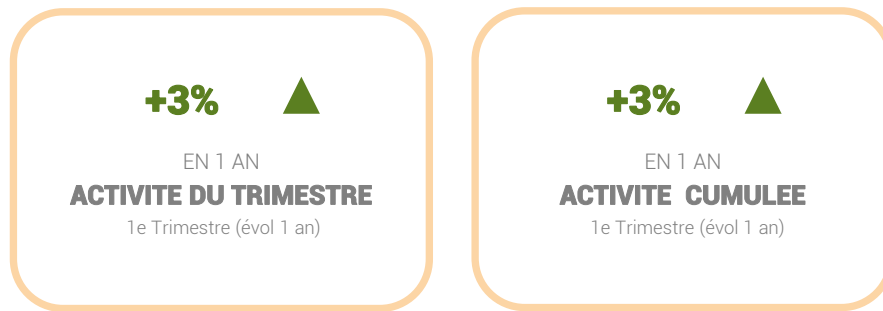 +3%
EN 1 AN
ACTIVITE DU TRIMESTRE
1e Trimestre (évol 1 an)
+3%
EN 1 AN
ACTIVITE  CUMULEE
1e Trimestre (évol 1 an)